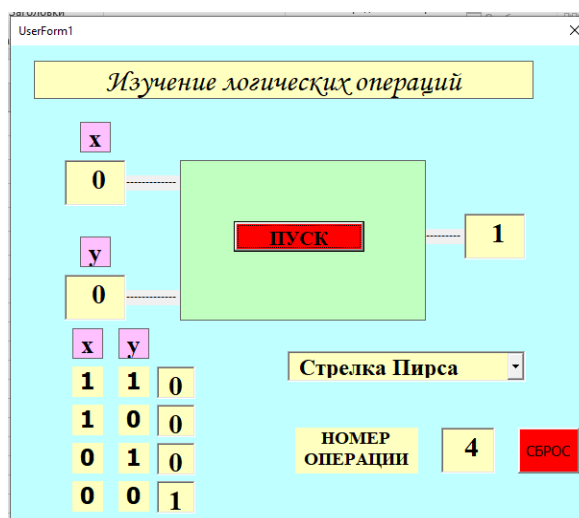 UserForm1
Изучение логических операций
x
0
ПУСК
1
y
0
x y
1 1 0
1 0 0
0 1 0
0 0 1
Стрелка Пирса
НОМЕР
ОПЕРАЦИИ
4
СБРОС